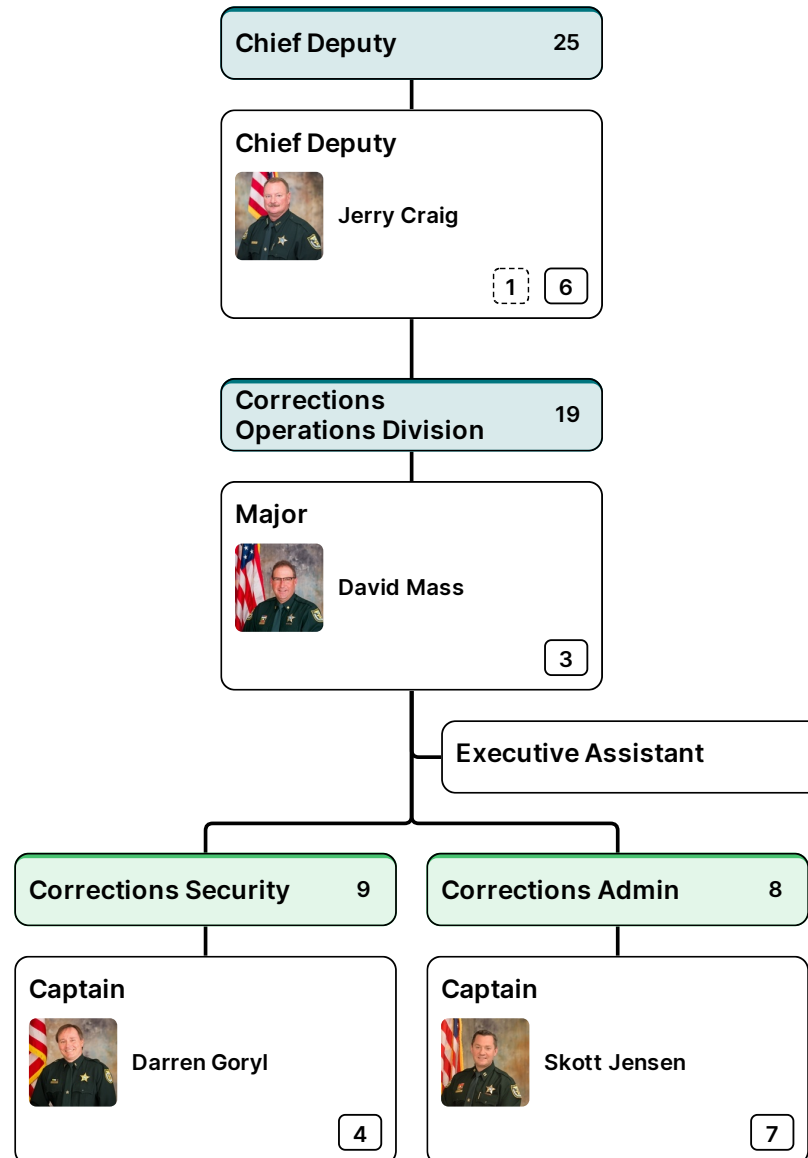 Chief Deputy 25
Chief Deputy
Jerry Craig
1 6
Corrections
Operations Division 19
Major
David Mass
3
Executive Assistant
Corrections Security 9
Corrections Admin 8
Captain
Darren Goryl
4
Captain
Skott Jensen
7